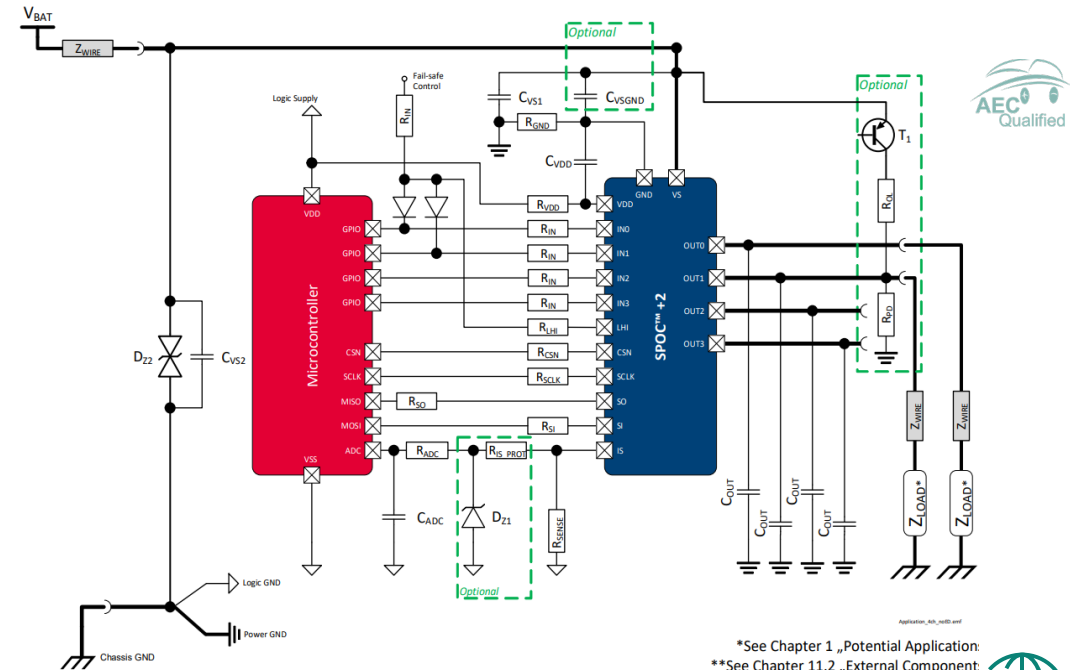 VBAT
ZWIRE
Optional
Fail-safe
Control
Logic Supply
RIN
CVS1
CVSGND
RGND
CVDD
Optional
T1
ROL
RPD
AEC
Qualified
GND
VS
VDD
RVDD
VDD
GPIO
RIN
IN0
GPIO
RIN
IN1
GPIO
RIN
IN2
GPIO
RIN
IN3
RLHI
LHI
CSN
RCSN
CSN
SCLK
RSCLK
SCLK
MISO
RSO
SO
MOSI
RSI
SI
ADC
RADC
RIS_PROT
IS
VSS
Microcontroller
SPOC™ +2
OUT0
OUT1
OUT2
OUT3
DZ2
CVS2
CADC
DZ1
RSENSE
Optional
COUT
COUT
COUT
COUT
ZWIRE
ZWIRE
ZLOAD*
ZLOAD*
Logic GND
Power GND
Chassis GND
Application_4ch_noID.emf
*See Chapter 1 „Potential Applications
**See Chapter 11.2 „External Components